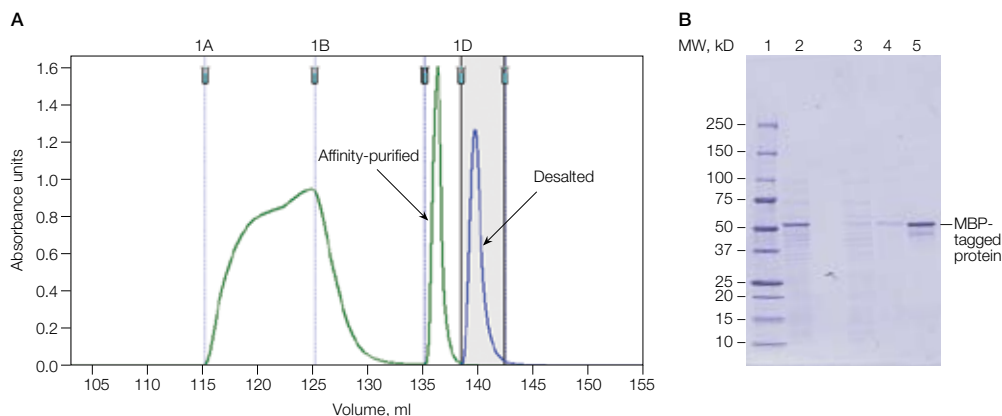 A
1A 1B 1D
Absorbance units
1.6
1.4
1.2
1.0
0.8
0.6
0.4
0.2
0.0
Affinity-purified
Desalted
105 110 115 120 125 130 135 140 145 150 155
Volume, ml
B
MW, kD 1 2 3 4 5
250
150
100
75
50
37
25
20
15
10
MBP-
tagged
protein